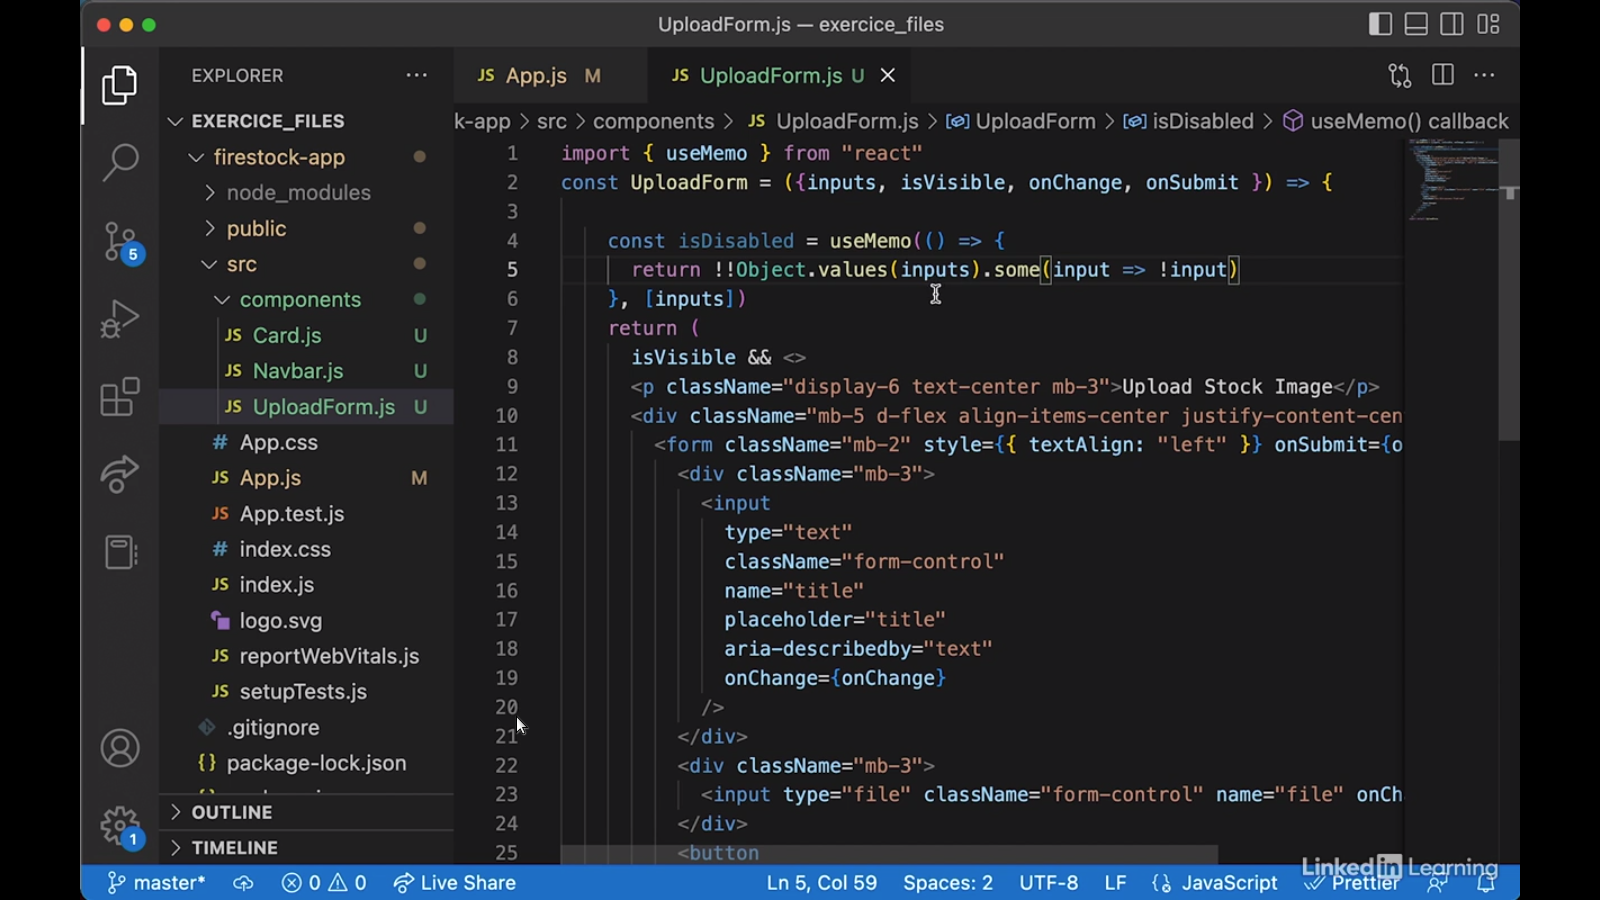 UploadForm.js — exercice_files
EXPLORER
EXERCICE_FILES
firestock-app
node_modules
public
src
components
JS Card.js U
JS Navbar.js U
JS UploadForm.js U
# App.css
JS App.js M
JS App.test.js
# index.css
JS index.js
logo.svg
JS reportWebVitals.js
JS setupTests.js
.gitignore
{} package-lock.json
OUTLINE
TIMELINE
5
1
JS App.js M
JS UploadForm.js U
k-app > src > components > JS UploadForm.js > UploadForm > isDisabled > useMemo() callback
1 import { useMemo } from "react"
2 const UploadForm = ({inputs, isVisible, onChange, onSubmit }) => {
3
4 const isDisabled = useMemo(() => {
5 return !!Object.values(inputs).some(input => !input)
6 }, [inputs])
7 return (
8 isVisible && <>
9 <p className="display-6 text-center mb-3">Upload Stock Image</p>
10 <div className="mb-5 d-flex align-items-center justify-content-cen
11 <form className="mb-2" style={{ textAlign: "left" }} onSubmit={o
12 <div className="mb-3">
13 <input
14 type="text"
15 className="form-control"
16 name="title"
17 placeholder="title"
18 aria-describedby="text"
19 onChange={onChange}
20 />
21 </div>
22 <div className="mb-3">
23 <input type="file" className="form-control" name="file" onCh
24 </div>
25 <button
master* 0 0 Live Share Ln 5, Col 59 Spaces: 2 UTF-8 LF {} JavaScript Prettier
Linked in Learning